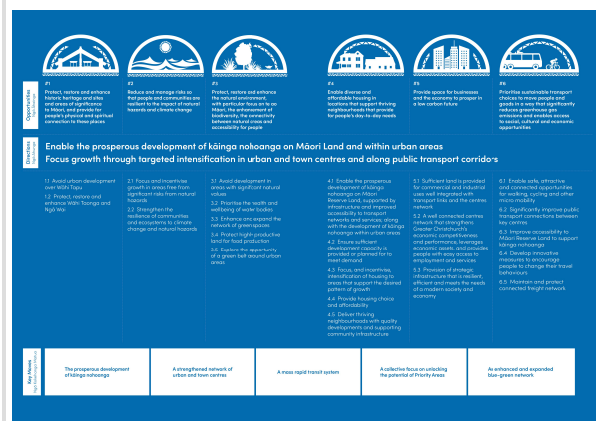 Opportunities
#1
Protect, restore and enhance
historic heritage and sites
and areas of significance
to Māori, and provide for
people's physical and spiritual
connection to these places
#2
Reduce and manage risks so
that people and communities are
resilient to the impact of natural
hazards and climate change
#3
Protect, restore and enhance
the natural environment,
with particular focus on te ao
Māori, the enhancement of
biodiversity, the connectivity
between natural areas and
accessibility for people
#4
Enable diverse and
affordable housing in
locations that support thriving
neighbourhoods that provide
for people's day-to-day needs
#5
Provide space for businesses
and the economy to prosper in
a low carbon future
#6
Prioritise sustainable transport
choices to move people and
goods in a way that significantly
reduces greenhouse gas
emissions and enables access
to social, cultural and economic
opportunities
Directions
Enable the prosperous development of kāinga nohoanga on Māori Land and within urban areas
Focus growth through targeted intensification in urban and town centres and along public transport corridors
1.1 Avoid urban development
over Wāhi Tapu
1.2 Protect, restore and
enhance Wāhi Taonga and
Ngā Wai
2.1 Focus and incentivise
growth in areas free from
significant risks from natural
hazards
2.2 Strengthen the
resilience of communities
and ecosystems to climate
change and natural hazards
3.1 Avoid development in
areas with significant natural
values
3.2 Prioritise the health and
wellbeing of water bodies
3.3 Enhance and expand the
network of green spaces
3.4 Protect highly productive
land for food production
3.5 Explore the opportunity
of a green belt around urban
areas
4.1 Enable the prosperous
development of kāinga
nohoanga on Māori
Reserve Land, supported by
infrastructure and improved
accessibility to transport
networks and services; along
with the development of kāinga
nohoanga within urban areas
4.2 Ensure sufficient
development capacity is
provided or planned for to
meet demand
4.3 Focus, and incentivise,
intensification of housing to
areas that support the desired
pattern of growth
4.4 Provide housing choice
and affordability
4.5 Deliver thriving
neighbourhoods with quality
developments and supporting
community infrastructure
5.1 Sufficient land is provided
for commercial and industrial
uses well integrated with
transport links and the centres
network
5.2 A well connected centres
network that strengthens
Greater Christchurch's
economic competitiveness
and performance, leverages
economic assets, and provides
people with easy access to
employment and services
5.3 Provision of strategic
infrastructure that is resilient,
efficient and meets the needs
of a modern society and
economy
6.1 Enable safe, attractive
and connected opportunities
for walking, cycling and other
micro mobility
6.2 Significantly improve public
transport connections between
key centres
6.3 Improve accessibility to
Māori Reserve Land to support
kāinga nohoanga
6.4 Develop innovative
measures to encourage
people to change their travel
behaviours
6.5 Maintain and protect
connected freight network
Key Moves
The prosperous development
of kāinga nohoanga
A strengthened network of
urban and town centres
A mass rapid transit system
A collective focus on unlocking
the potential of Priority Areas
An enhanced and expanded
blue-green network